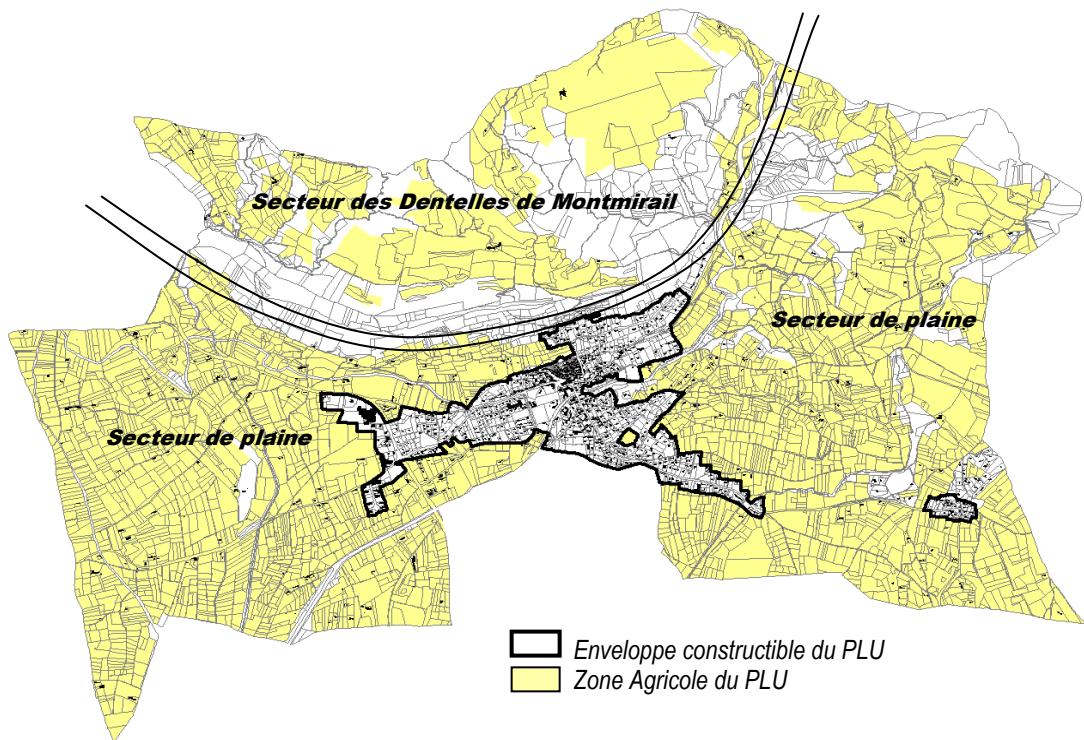 Secteur des Dentelles de Montmirail
Secteur de plaine
Secteur de plaine
Enveloppe constructible du PLU
Zone Agricole du PLU